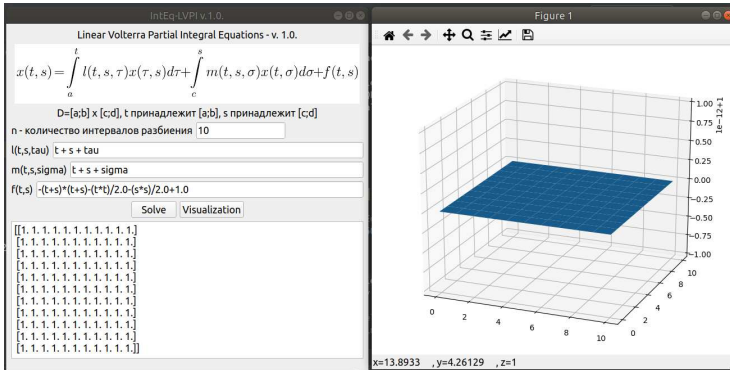 IntEq-LVPI v.1.0.
Linear Volterra Partial Integral Equations - v. 1.0.
x(t, s) = ∫ₐᵗ l(t, s, τ)x(τ, s)dτ + ∫꜀ˢ m(t, s, σ)x(t, σ)dσ + f(t, s)
D=[a;b] x [c;d], t принадлежит [a;b], s принадлежит [c;d]
n - количество интервалов разбиения 10
l(t,s,tau) t + s + tau
m(t,s,sigma) t + s + sigma
f(t,s) -(t+s)*(t+s)-(t*t)/2.0-(s*s)/2.0+1.0
Solve Visualization
[[1. 1. 1. 1. 1. 1. 1. 1. 1. 1. 1.]
[1. 1. 1. 1. 1. 1. 1. 1. 1. 1. 1.]
[1. 1. 1. 1. 1. 1. 1. 1. 1. 1. 1.]
[1. 1. 1. 1. 1. 1. 1. 1. 1. 1. 1.]
[1. 1. 1. 1. 1. 1. 1. 1. 1. 1. 1.]
[1. 1. 1. 1. 1. 1. 1. 1. 1. 1. 1.]
[1. 1. 1. 1. 1. 1. 1. 1. 1. 1. 1.]
[1. 1. 1. 1. 1. 1. 1. 1. 1. 1. 1.]
[1. 1. 1. 1. 1. 1. 1. 1. 1. 1. 1.]
[1. 1. 1. 1. 1. 1. 1. 1. 1. 1. 1.]
[1. 1. 1. 1. 1. 1. 1. 1. 1. 1. 1.]]
Figure 1
1e−12+1
1.00
0.75
0.50
0.25
0.00
−0.25
−0.50
−0.75
−1.00
0 2 4 6 8 10
0 2 4 6 8 10
x=13.8933 , y=4.26129 , z=1